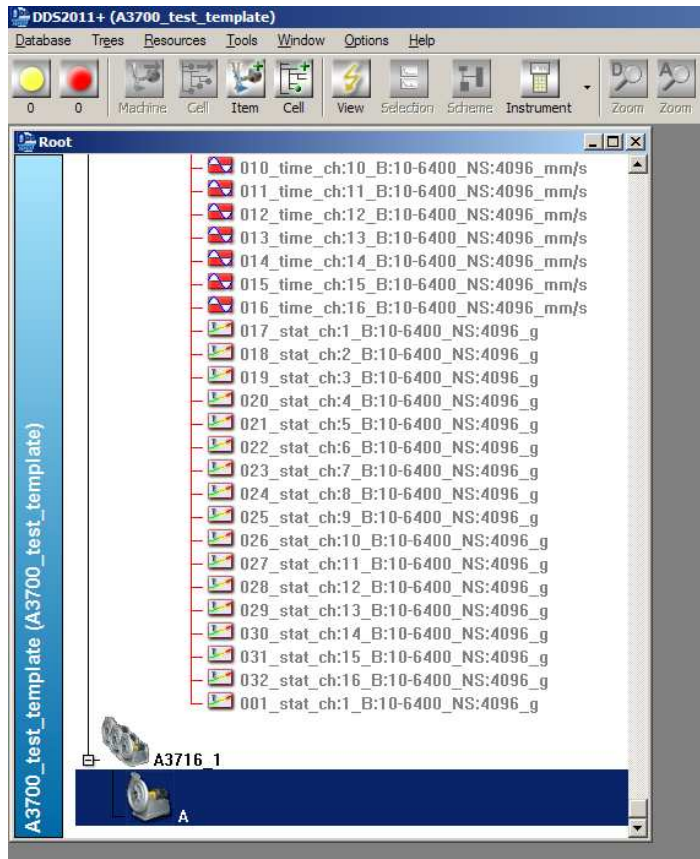 DDS2011+ (A3700_test_template)
Database Trees Resources Tools Window Options Help
0 0 Machine Cell Item Cell View Selection Scheme Instrument Zoom Zoom
Root
010_time_ch:10_B:10-6400_NS:4096_mm/s
011_time_ch:11_B:10-6400_NS:4096_mm/s
012_time_ch:12_B:10-6400_NS:4096_mm/s
013_time_ch:13_B:10-6400_NS:4096_mm/s
014_time_ch:14_B:10-6400_NS:4096_mm/s
015_time_ch:15_B:10-6400_NS:4096_mm/s
016_time_ch:16_B:10-6400_NS:4096_mm/s
017_stat_ch:1_B:10-6400_NS:4096_g
018_stat_ch:2_B:10-6400_NS:4096_g
019_stat_ch:3_B:10-6400_NS:4096_g
020_stat_ch:4_B:10-6400_NS:4096_g
021_stat_ch:5_B:10-6400_NS:4096_g
022_stat_ch:6_B:10-6400_NS:4096_g
023_stat_ch:7_B:10-6400_NS:4096_g
024_stat_ch:8_B:10-6400_NS:4096_g
025_stat_ch:9_B:10-6400_NS:4096_g
026_stat_ch:10_B:10-6400_NS:4096_g
027_stat_ch:11_B:10-6400_NS:4096_g
028_stat_ch:12_B:10-6400_NS:4096_g
029_stat_ch:13_B:10-6400_NS:4096_g
030_stat_ch:14_B:10-6400_NS:4096_g
031_stat_ch:15_B:10-6400_NS:4096_g
032_stat_ch:16_B:10-6400_NS:4096_g
001_stat_ch:1_B:10-6400_NS:4096_g
A3716_1
A
A3700_test_template (A3700_test_template)